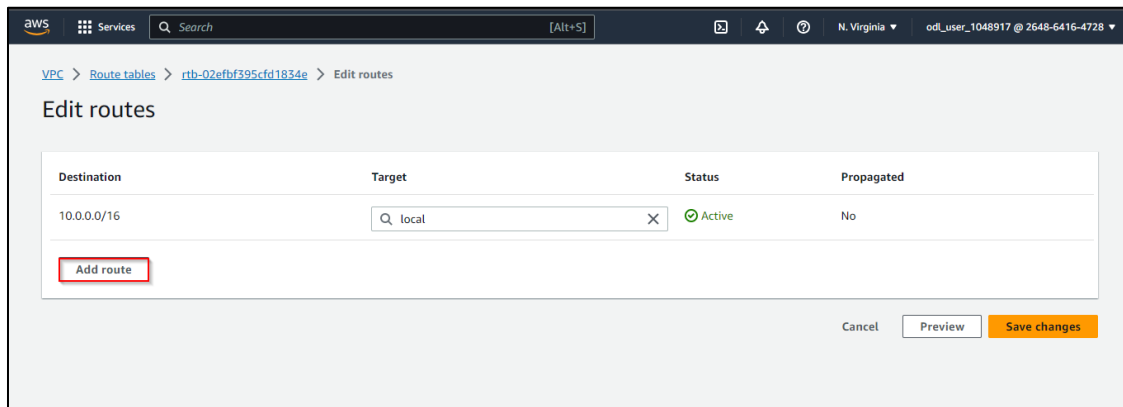 aws Services Search [Alt+S] N. Virginia odl_user_1048917 @ 2648-6416-4728
VPC > Route tables > rtb-02efbf395cfd1834e > Edit routes
Edit routes
Destination Target Status Propagated
10.0.0.0/16 local Active No
Add route
Cancel Preview Save changes